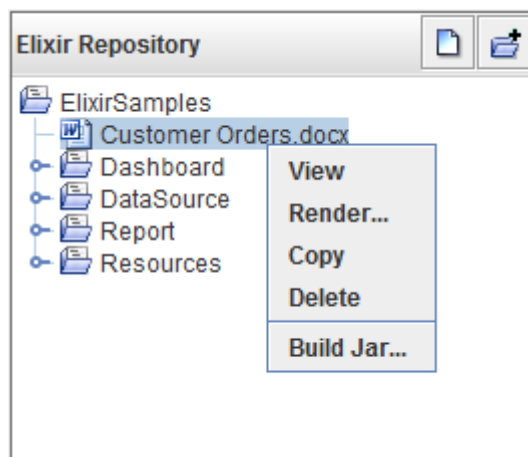 Elixir Repository
ElixirSamples
Customer Orders.docx
Dashboard
DataSource
Report
Resources
View
Render...
Copy
Delete
Build Jar...